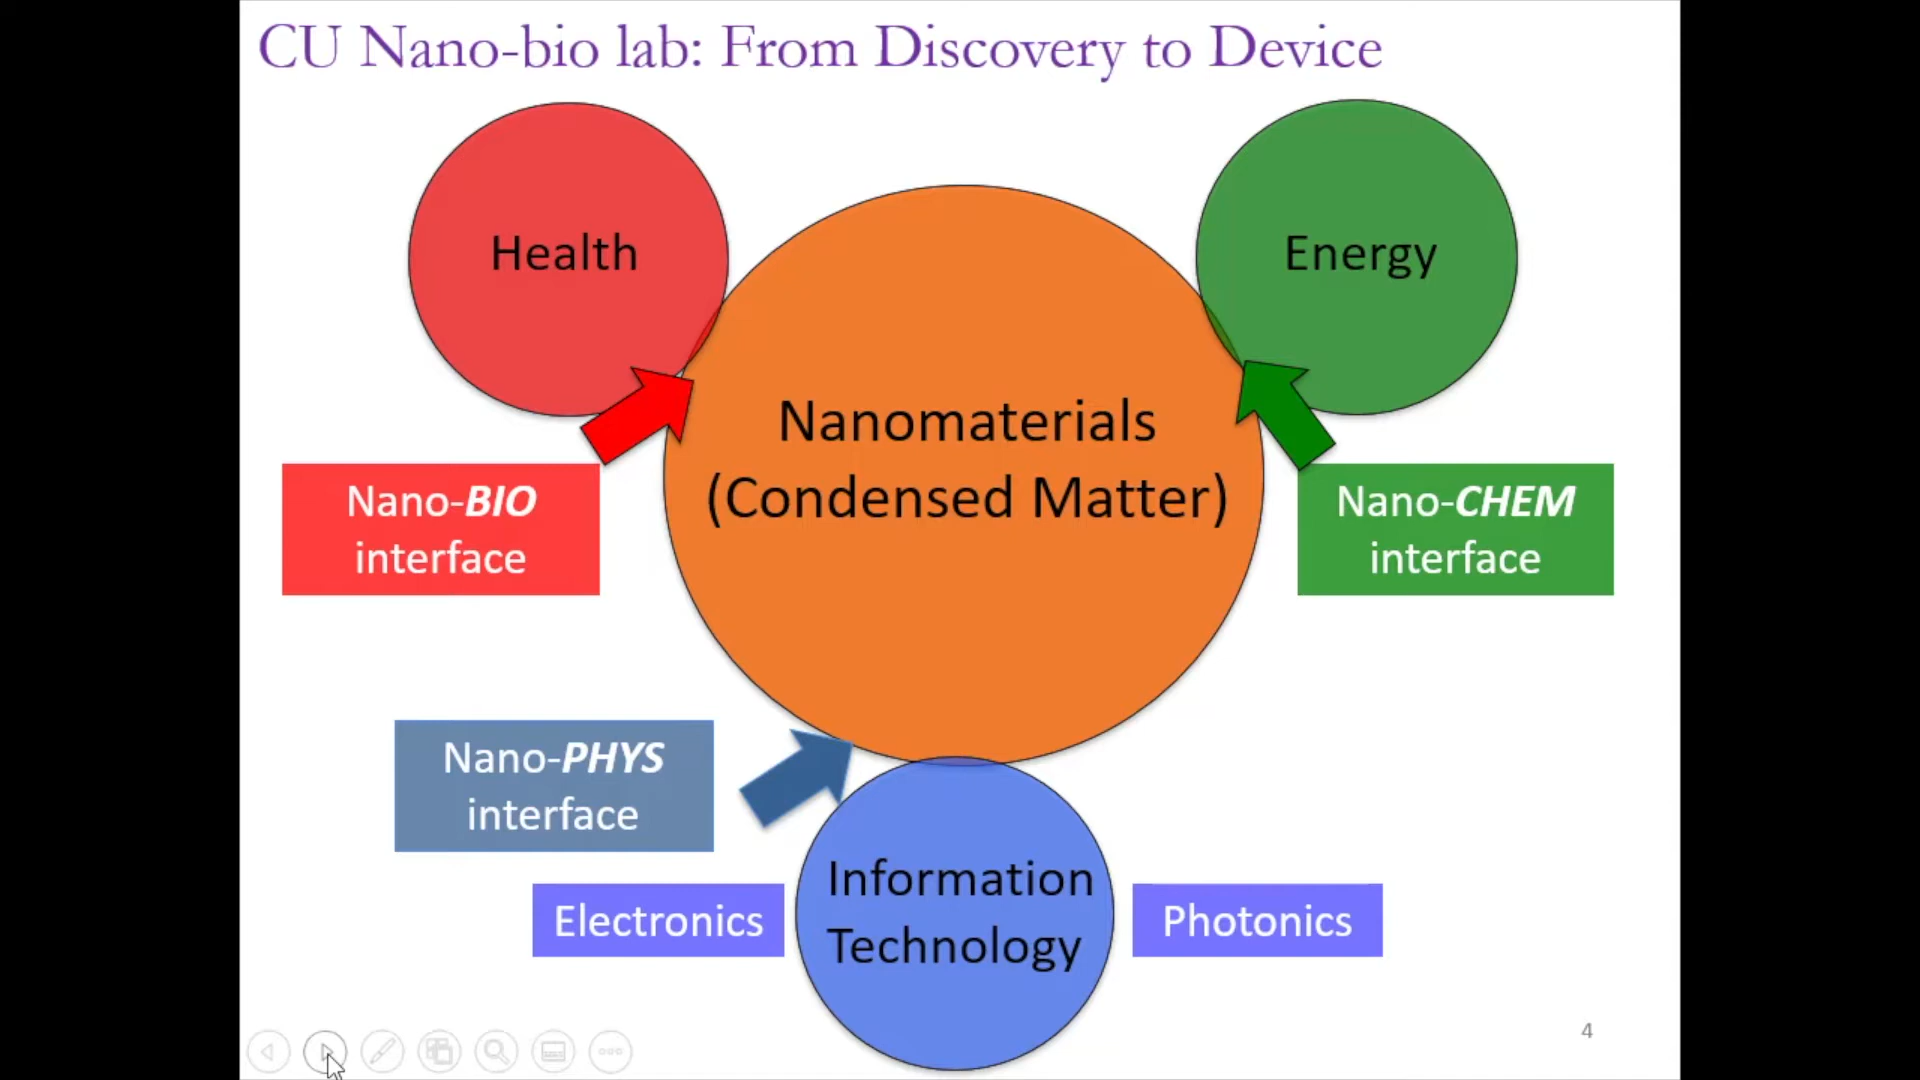 CU Nano-bio lab: From Discovery to Device
Health
Energy
Nanomaterials
(Condensed Matter)
Nano-BIO
interface
Nano-CHEM
interface
Nano-PHYS
interface
Information
Technology
Electronics
Photonics
4